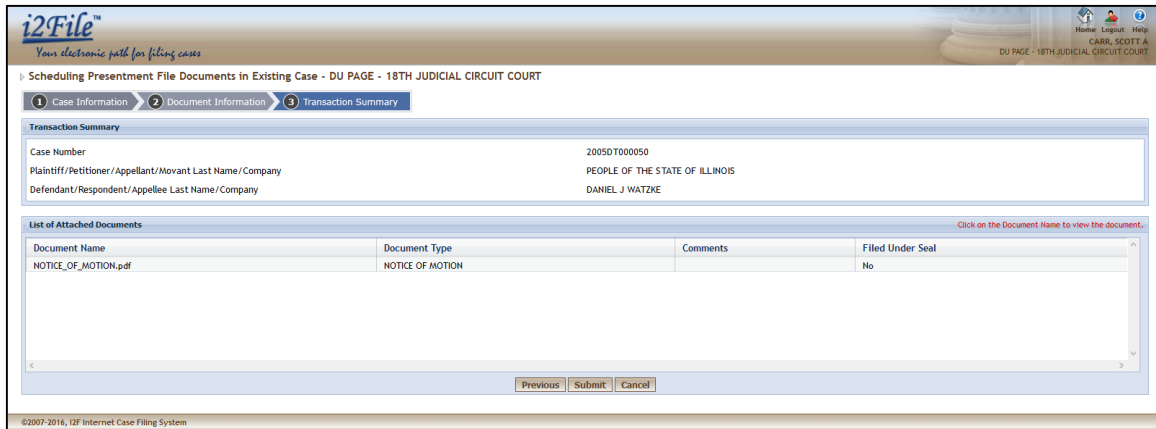 i2File™
Your electronic path for filing cases
Home Logout Help
CARR, SCOTT A
DU PAGE - 18TH JUDICIAL CIRCUIT COURT
Scheduling Presentment File Documents in Existing Case - DU PAGE - 18TH JUDICIAL CIRCUIT COURT
1 Case Information 2 Document Information 3 Transaction Summary
Transaction Summary
Case Number 2005DT000050
Plaintiff/Petitioner/Appellant/Movant Last Name/Company PEOPLE OF THE STATE OF ILLINOIS
Defendant/Respondent/Appellee Last Name/Company DANIEL J WATZKE
List of Attached Documents Click on the Document Name to view the document.
Document Name Document Type Comments Filed Under Seal
NOTICE_OF_MOTION.pdf NOTICE OF MOTION No
Previous Submit Cancel
©2007-2016, I2F Internet Case Filing System